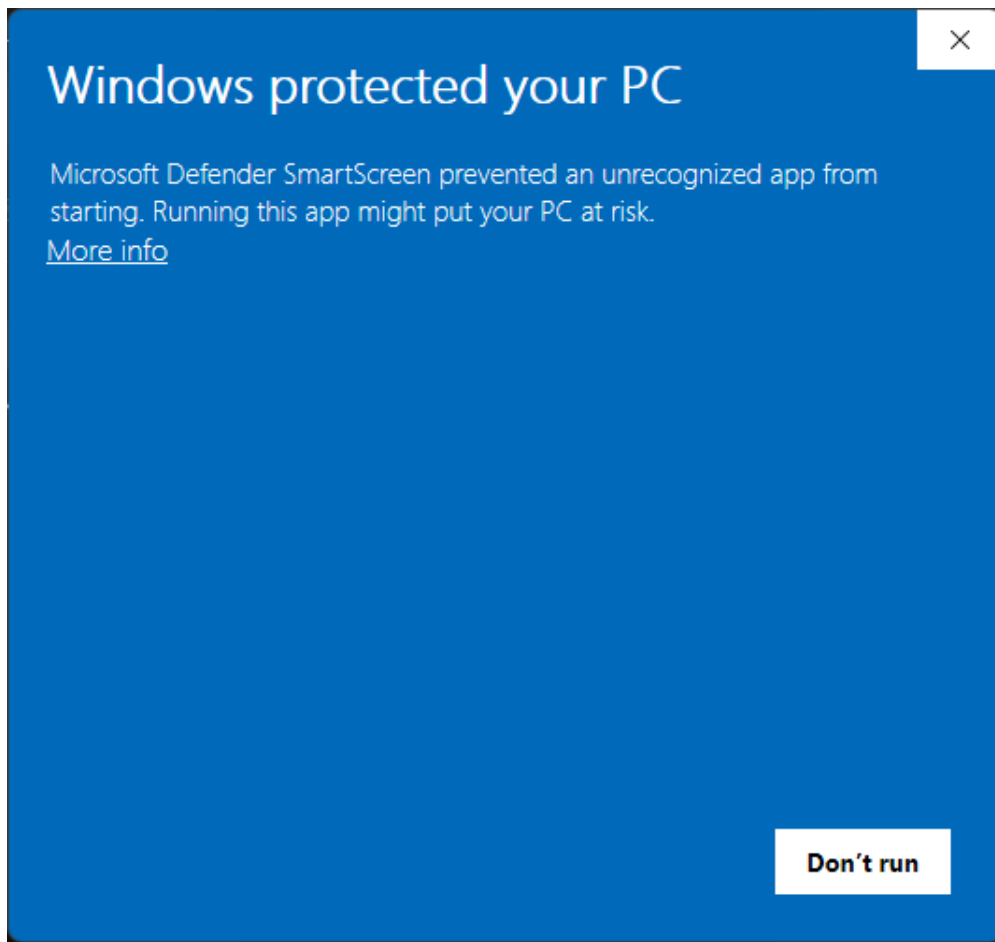 Windows protected your PC
Microsoft Defender SmartScreen prevented an unrecognized app from
starting. Running this app might put your PC at risk.
More info
Don't run